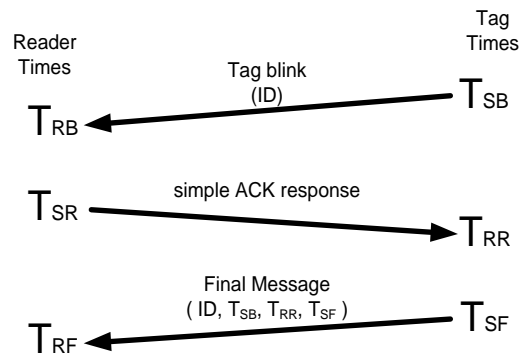 Reader
Times
Tag
Times
Tag blink
(ID)
TSB
TRB
simple ACK response
TSR
TRR
Final Message
( ID, TSB, TRR, TSF )
TSF
TRF